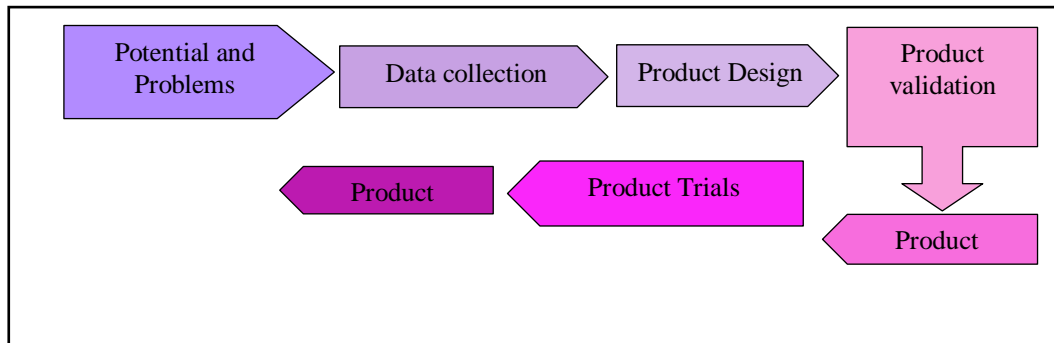 Potential and
Problems
Data collection
Product Design
Product
validation
Product
Product Trials
Product